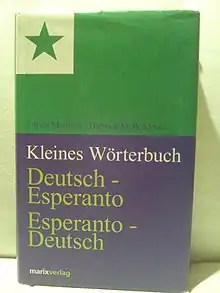 Kleines Wörterbuch
Deutsch -
Esperanto
Esperanto -
Deutsch
marixverlag